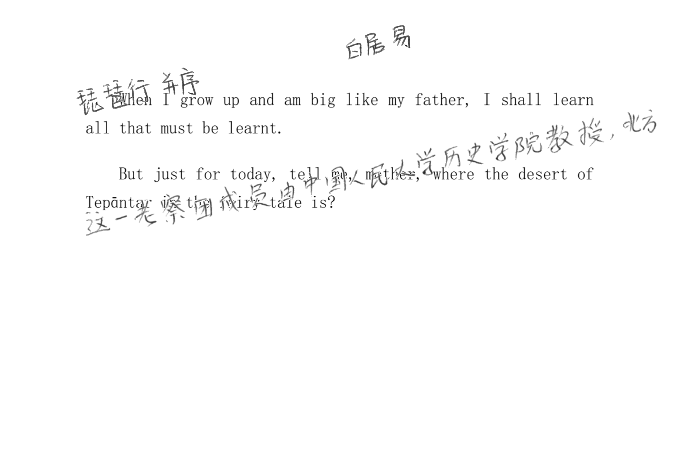 白居易
琵琶行 并序
When I grow up and am big like my father, I shall learn
all that must be learnt.
But just for today, tell me, mother, where the desert of
Tepāntar in the fairy tale is?
这一考察团成员由中国人民大学历史学院教授，北方